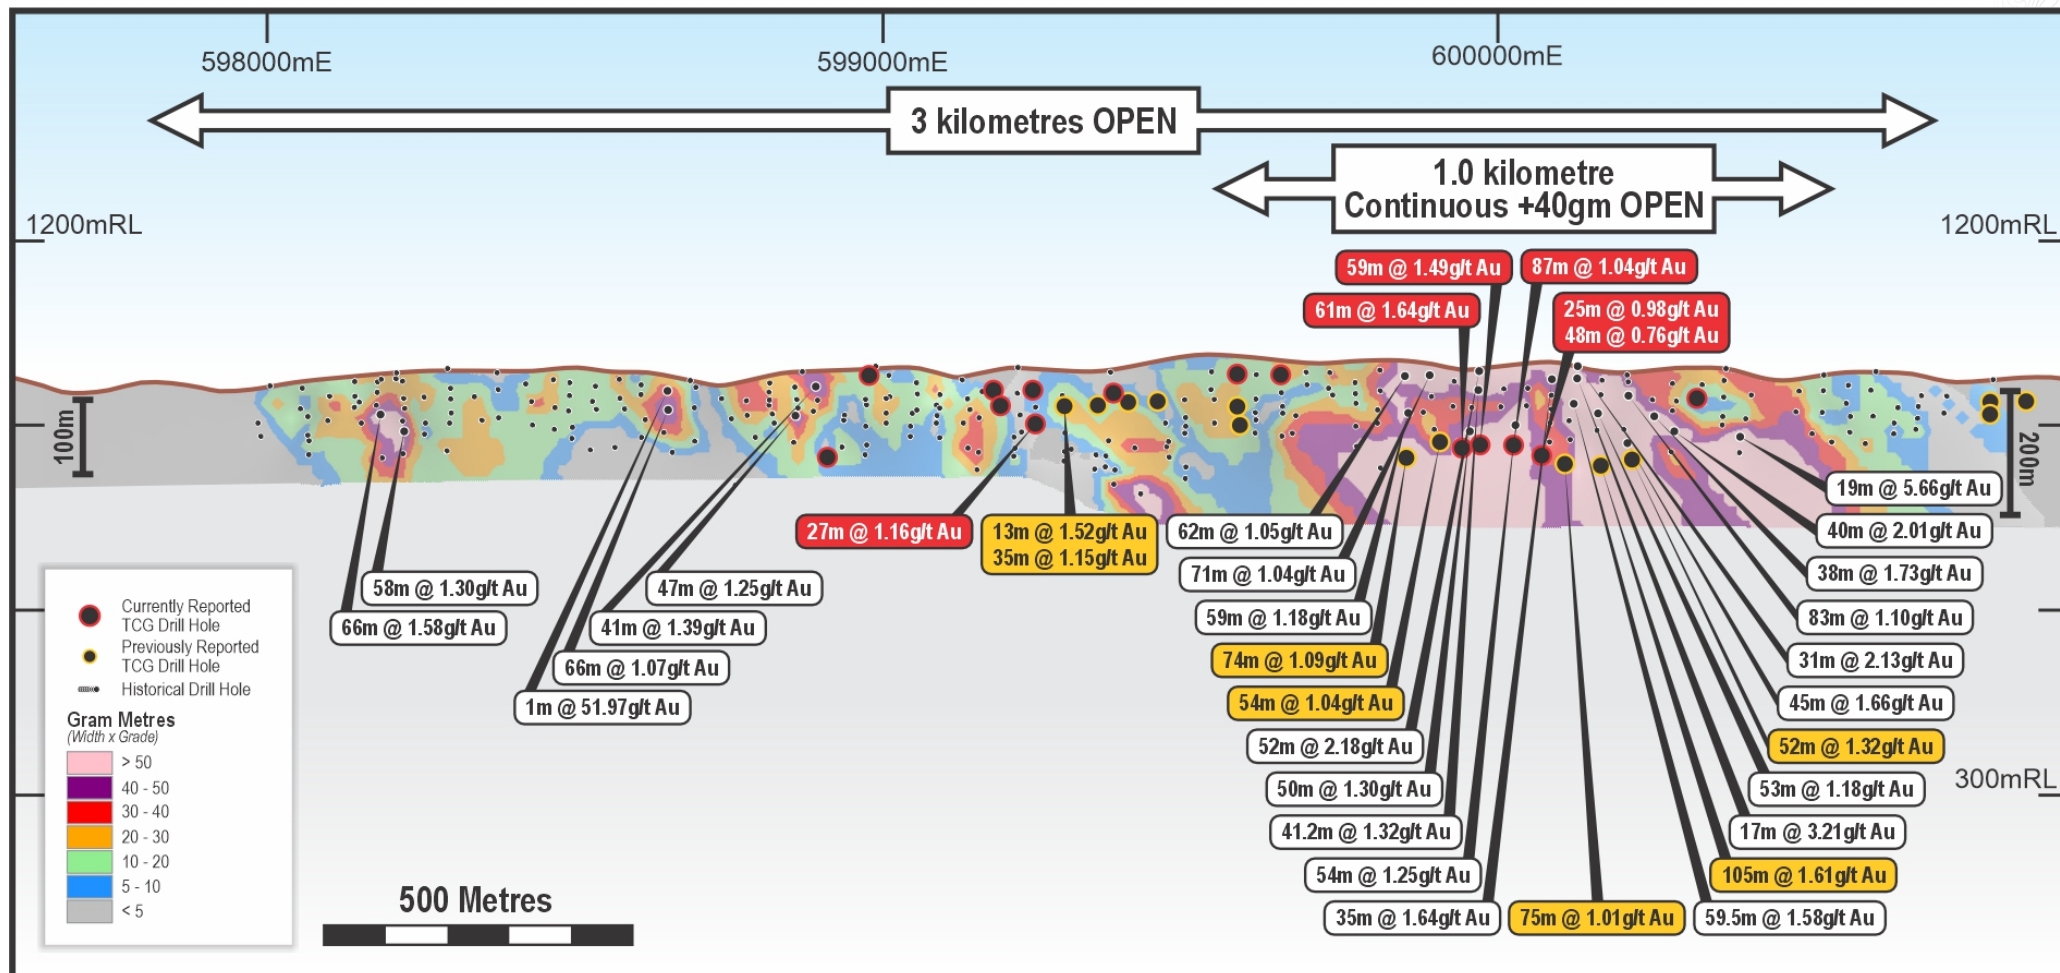 598000mE
599000mE
600000mE
3 kilometres OPEN
1.0 kilometre
Continuous +40gm OPEN
1200mRL
1200mRL
59m @ 1.49g/t Au
87m @ 1.04g/t Au
61m @ 1.64g/t Au
25m @ 0.98g/t Au
48m @ 0.76g/t Au
100m
200m
19m @ 5.66g/t Au
27m @ 1.16g/t Au
13m @ 1.52g/t Au
35m @ 1.15g/t Au
62m @ 1.05g/t Au
40m @ 2.01g/t Au
58m @ 1.30g/t Au
47m @ 1.25g/t Au
71m @ 1.04g/t Au
38m @ 1.73g/t Au
66m @ 1.58g/t Au
41m @ 1.39g/t Au
59m @ 1.18g/t Au
83m @ 1.10g/t Au
66m @ 1.07g/t Au
74m @ 1.09g/t Au
31m @ 2.13g/t Au
1m @ 51.97g/t Au
54m @ 1.04g/t Au
45m @ 1.66g/t Au
52m @ 2.18g/t Au
52m @ 1.32g/t Au
50m @ 1.30g/t Au
53m @ 1.18g/t Au
300mRL
41.2m @ 1.32g/t Au
17m @ 3.21g/t Au
54m @ 1.25g/t Au
105m @ 1.61g/t Au
35m @ 1.64g/t Au
75m @ 1.01g/t Au
59.5m @ 1.58g/t Au
Currently Reported
TCG Drill Hole
Previously Reported
TCG Drill Hole
Historical Drill Hole
Gram Metres
(Width x Grade)
> 50
40 - 50
30 - 40
20 - 30
10 - 20
5 - 10
< 5
500 Metres